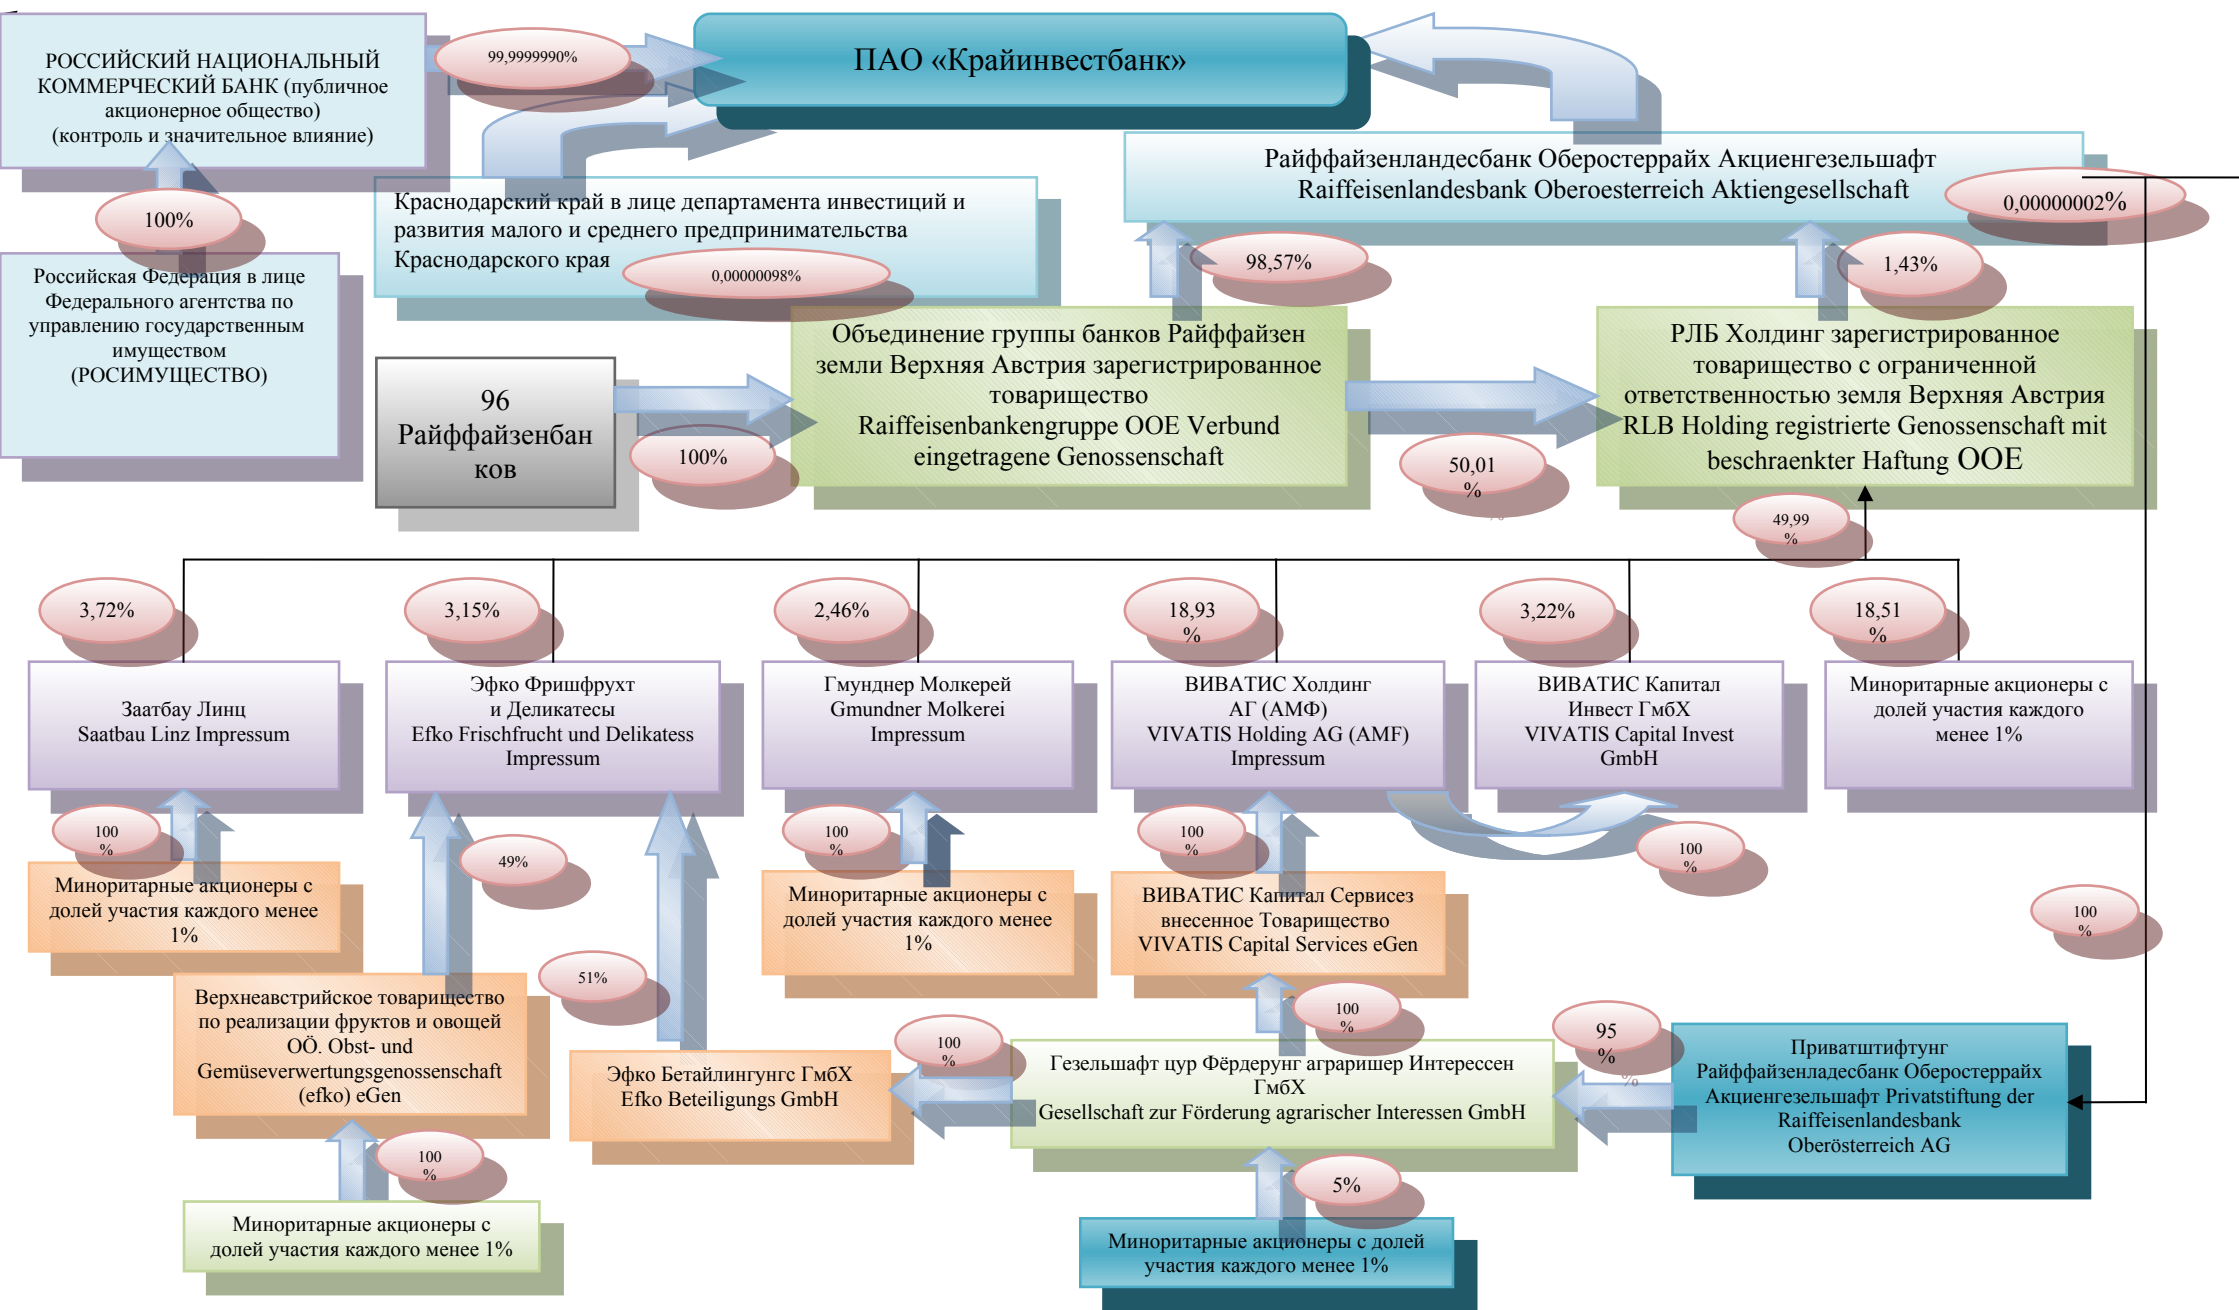 РОССИЙСКИЙ НАЦИОНАЛЬНЫЙ
КОММЕРЧЕСКИЙ БАНК (публичное
акционерное общество)
(контроль и значительное влияние)
99,9999990%
ПАО «Крайинвестбанк»
100%
Российская Федерация в лице
Федерального агентства по
управлению государственным
имуществом
(РОСИМУЩЕСТВО)
Краснодарский край в лице департамента инвестиций и
развития малого и среднего предпринимательства
Краснодарского края
0,00000098%
Райффайзенландесбанк Оберостеррайх Акциенгезельшафт
Raiffeisenlandesbank Oberoesterreich Aktiengesellschaft
0,00000002%
98,57%
1,43%
96
Райффайзенбан
ков
100%
Объединение группы банков Райффайзен
земли Верхняя Австрия зарегистрированное
товарищество
Raiffeisenbankengruppe OOE Verbund
eingetragene Genossenschaft
50,01
%
РЛБ Холдинг зарегистрированное
товарищество с ограниченной
ответственностью земля Верхняя Австрия
RLB Holding registrierte Genossenschaft mit
beschraenkter Haftung OOE
49,99
%
3,72%
3,15%
2,46%
18,93
%
3,22%
18,51
%
Заатбау Линц
Saatbau Linz Impressum
Эфко Фришфрухт
и Деликатесы
Efko Frischfrucht und Delikatess
Impressum
Гмунднер Молкерей
Gmundner Molkerei
Impressum
ВИВАТИС Холдинг
АГ (АМФ)
VIVATIS Holding AG (AMF)
Impressum
ВИВАТИС Капитал
Инвест ГмбХ
VIVATIS Capital Invest
GmbH
Миноритарные акционеры с
долей участия каждого
менее 1%
100
%
49%
100
%
100
%
100
%
Миноритарные акционеры с
долей участия каждого менее
1%
Миноритарные акционеры с
долей участия каждого менее
1%
ВИВАТИС Капитал Сервисез
внесенное Товарищество
VIVATIS Capital Services eGen
100
%
51%
Верхнеавстрийское товарищество
по реализации фруктов и овощей
OÖ. Obst- und
Gemüseverwertungsgenossenschaft
(efko) eGen
100
%
100
%
95
%
Эфко Бетайлингунгс ГмбХ
Efko Beteiligungs GmbH
Гезельшафт цур Фёрдерунг аграришер Интерессен
ГмбХ
Gesellschaft zur Förderung agrarischer Interessen GmbH
Приватштифтунг
Райффайзенладесбанк Оберостеррайх
Акциенгезельшафт Privatstiftung der
Raiffeisenlandesbank
Oberösterreich AG
100
%
5%
Миноритарные акционеры с
долей участия каждого менее 1%
Миноритарные акционеры с долей
участия каждого менее 1%